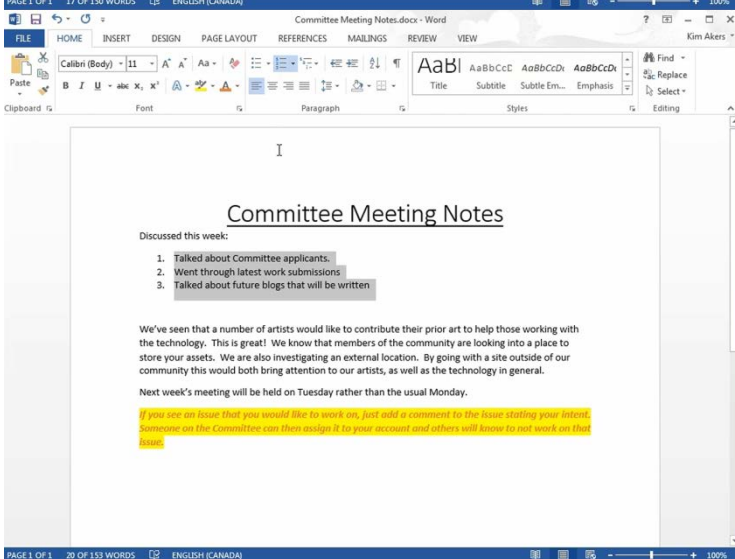 PAGE 1 OF 1 17 OF 150 WORDS ENGLISH (CANADA) 100%
Committee Meeting Notes.docx - Word
FILE HOME INSERT DESIGN PAGE LAYOUT REFERENCES MAILINGS REVIEW VIEW Kim Akers
Paste
Calibri (Body) 11
Aa
B I U abc X₂ X²
AaB AaBbCcD AaBbCcDt AaBbCcDt
Title Subtitle Subtle Em... Emphasis
Find
Replace
Select
Clipboard Font Paragraph Styles Editing
Committee Meeting Notes
Discussed this week:
1. Talked about Committee applicants.
2. Went through latest work submissions
3. Talked about future blogs that will be written
We've seen that a number of artists would like to contribute their prior art to help those working with
the technology. This is great! We know that members of the community are looking into a place to
store your assets. We are also investigating an external location. By going with a site outside of our
community this would both bring attention to our artists, as well as the technology in general.
Next week's meeting will be held on Tuesday rather than the usual Monday.
If you see an issue that you would like to work on, just add a comment to the issue stating your intent.
Someone on the Committee can then assign it to your account and others will know to not work on that
issue.
PAGE 1 OF 1 20 OF 153 WORDS ENGLISH (CANADA) 100%